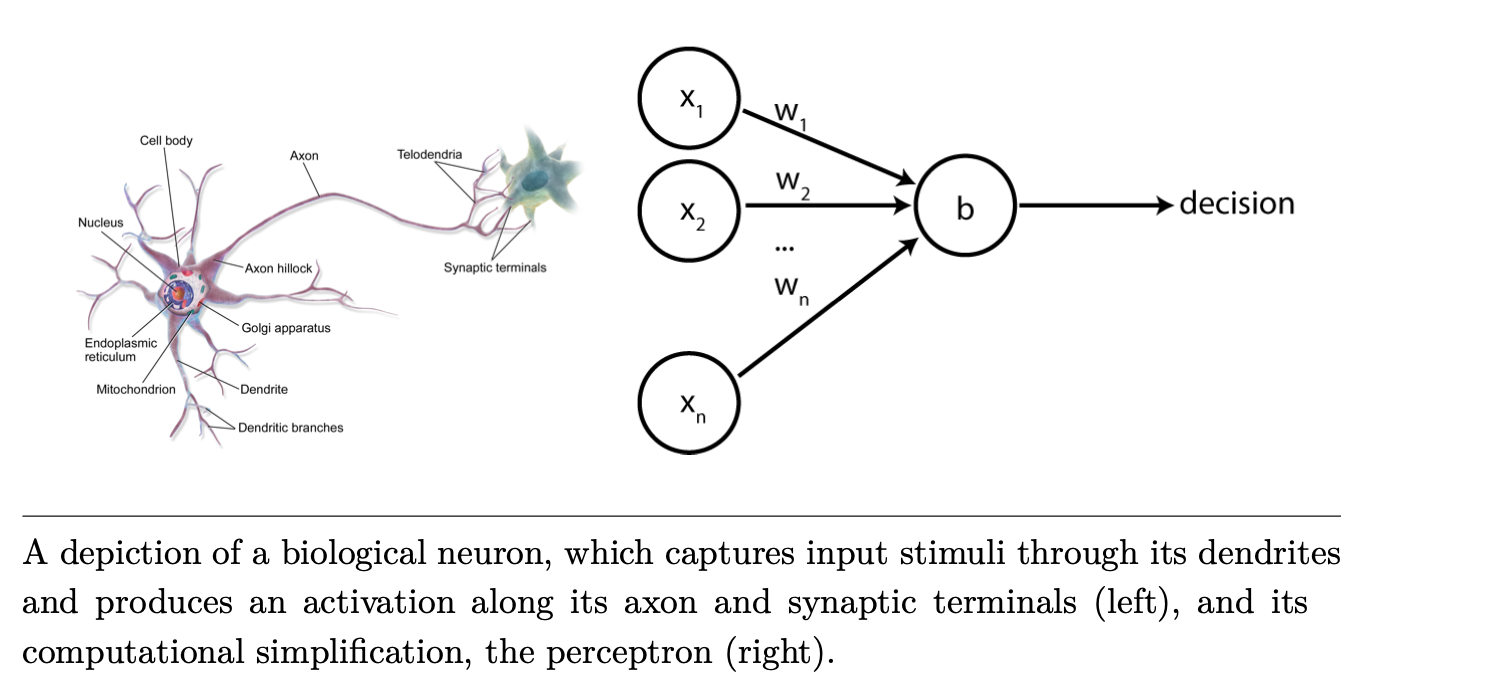 Cell body
Axon
Telodendria
Nucleus
Axon hillock
Synaptic terminals
Golgi apparatus
Endoplasmic
reticulum
Mitochondrion
Dendrite
Dendritic branches
x1
w1
x2
w2
...
wn
xn
b
decision
A depiction of a biological neuron, which captures input stimuli through its dendrites
and produces an activation along its axon and synaptic terminals (left), and its
computational simplification, the perceptron (right).